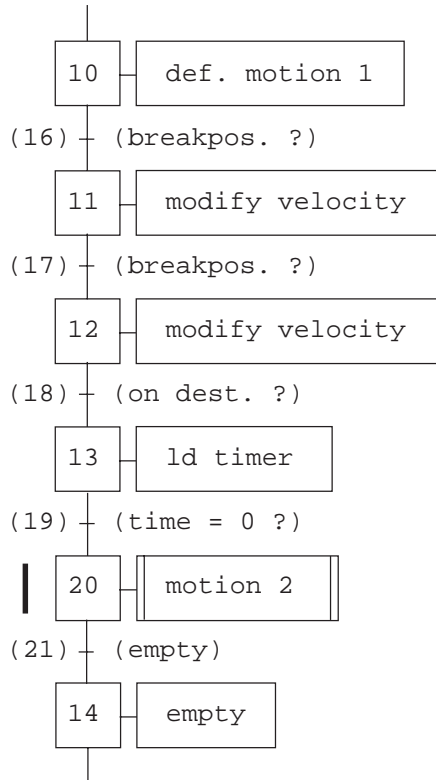 10 def. motion 1
(16) (breakpos. ?)
11 modify velocity
(17) (breakpos. ?)
12 modify velocity
(18) (on dest. ?)
13 ld timer
(19) (time = 0 ?)
20 motion 2
(21) (empty)
14 empty